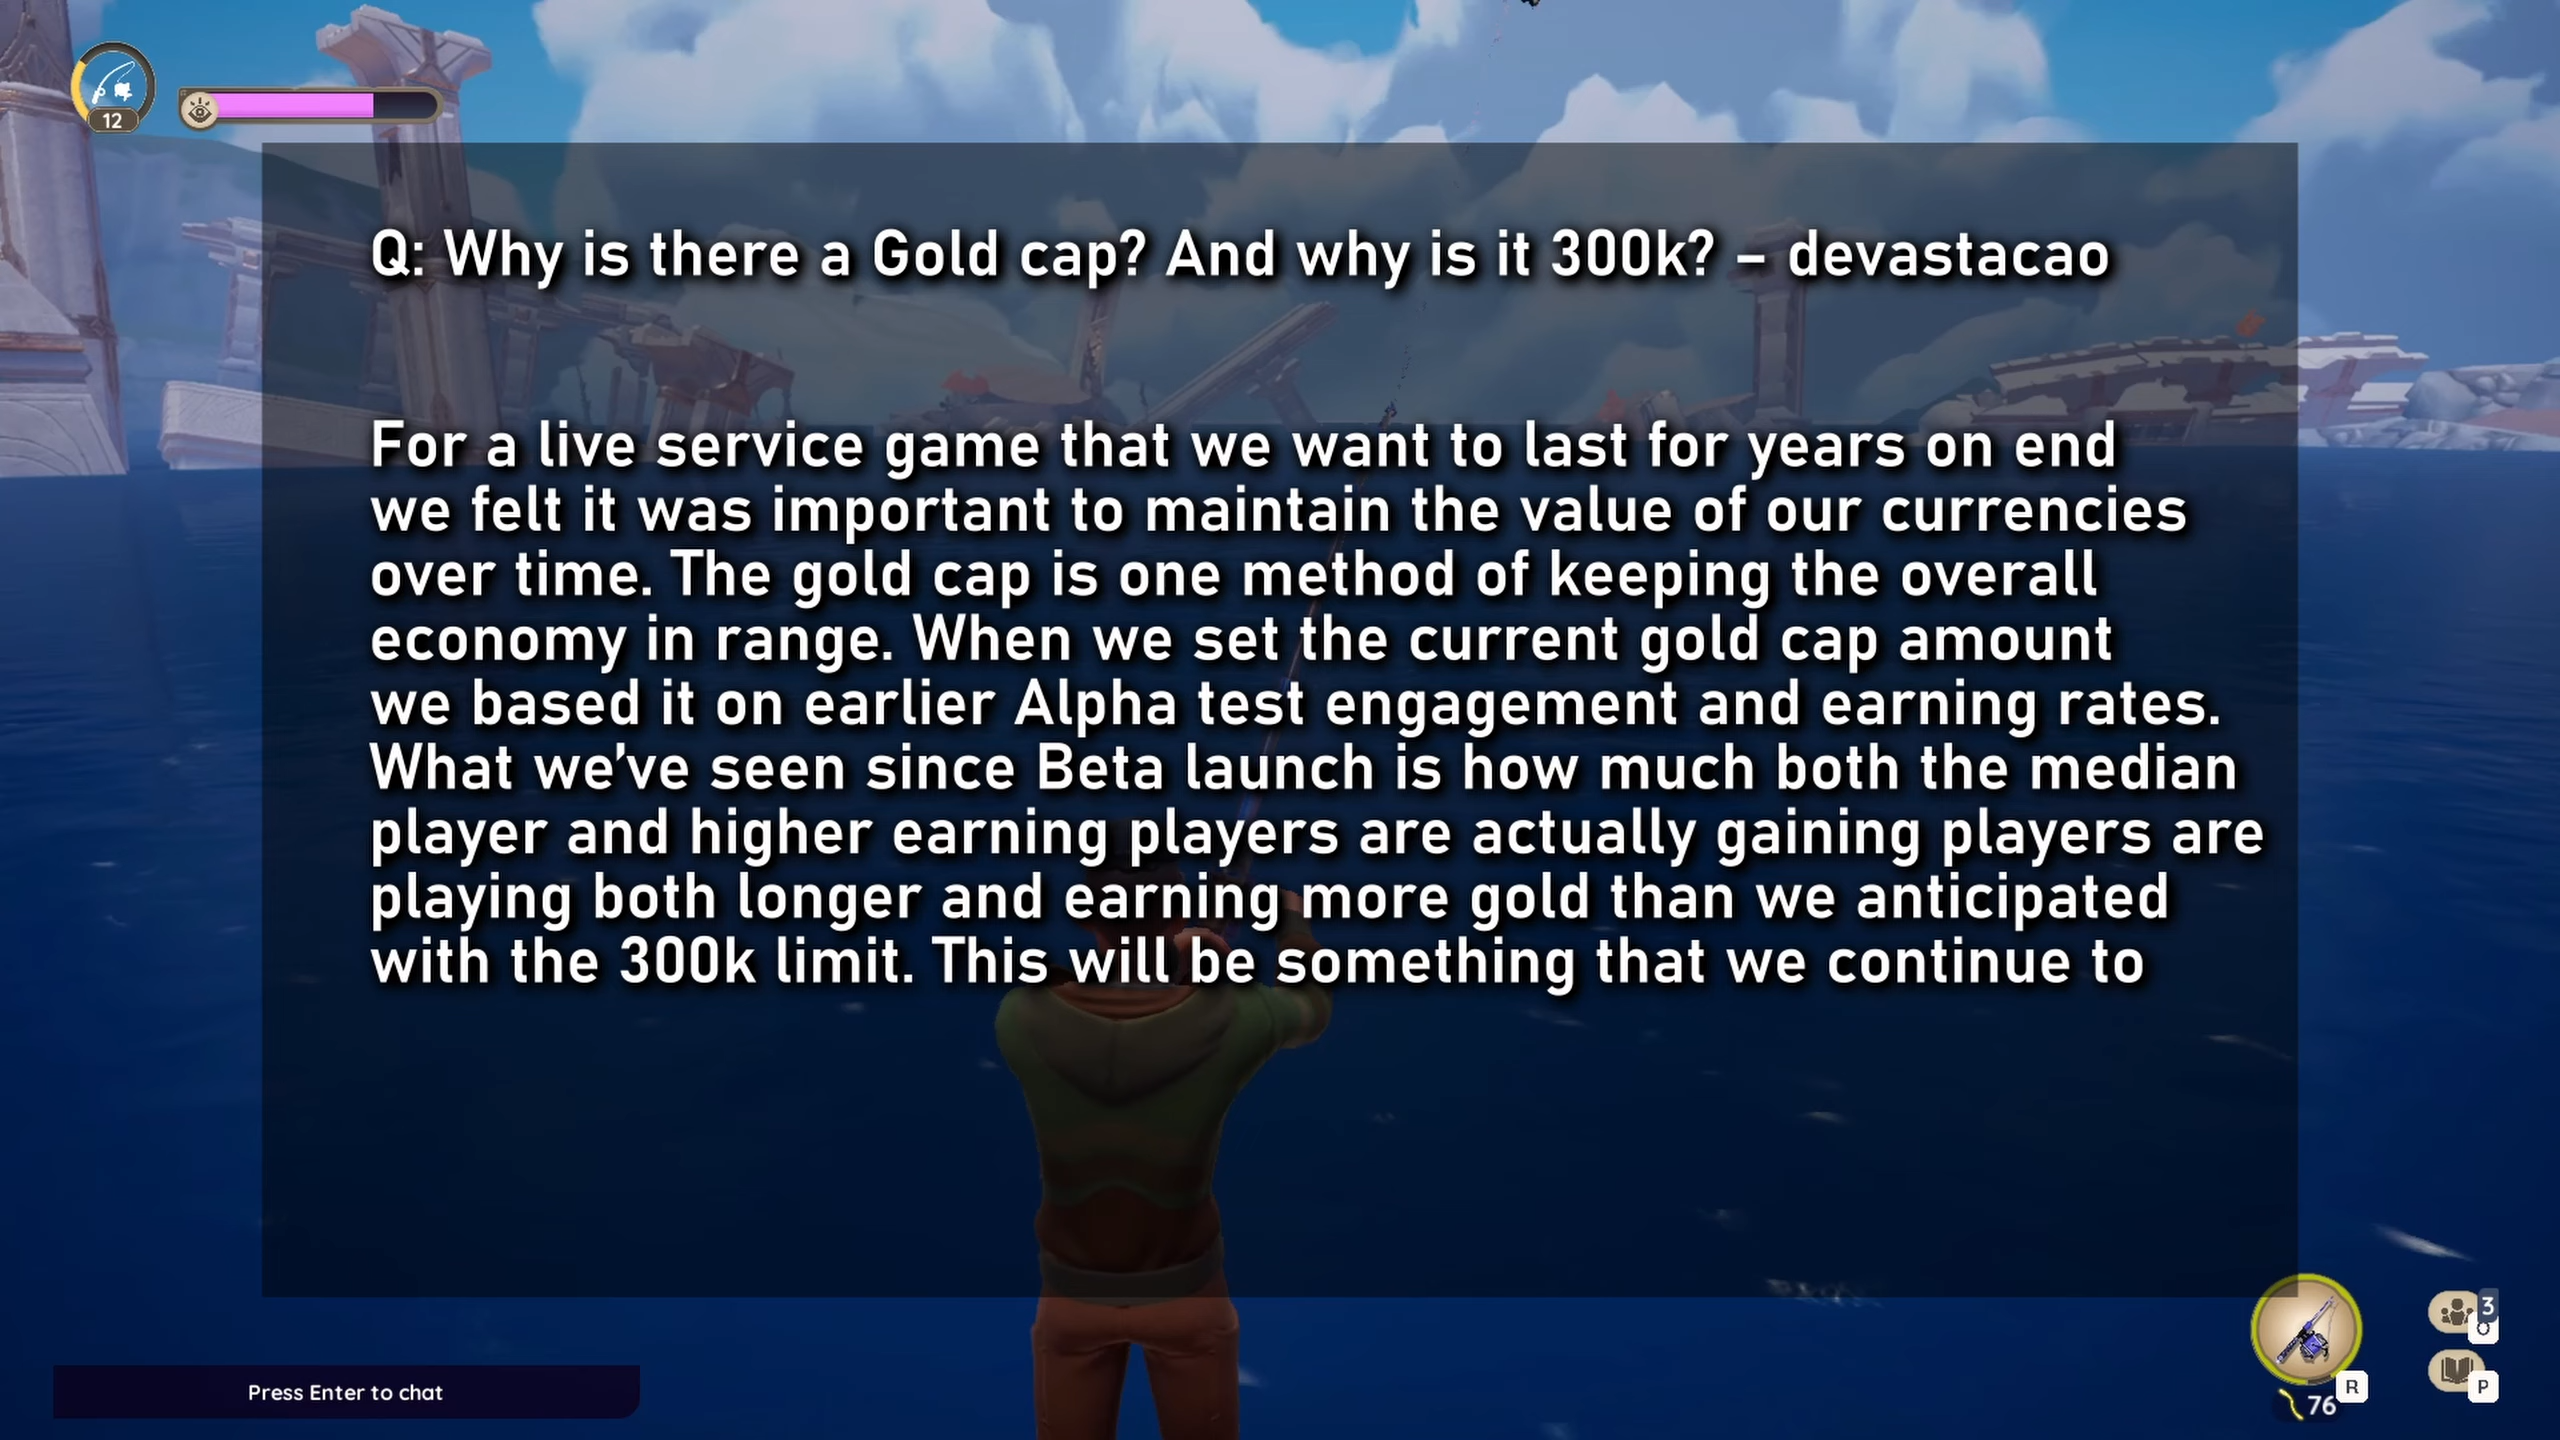 12
Q: Why is there a Gold cap? And why is it 300k? – devastacao
For a live service game that we want to last for years on end
we felt it was important to maintain the value of our currencies
over time. The gold cap is one method of keeping the overall
economy in range. When we set the current gold cap amount
we based it on earlier Alpha test engagement and earning rates.
What we've seen since Beta launch is how much both the median
player and higher earning players are actually gaining players are
playing both longer and earning more gold than we anticipated
with the 300k limit. This will be something that we continue to
3
O
R
P
76
Press Enter to chat